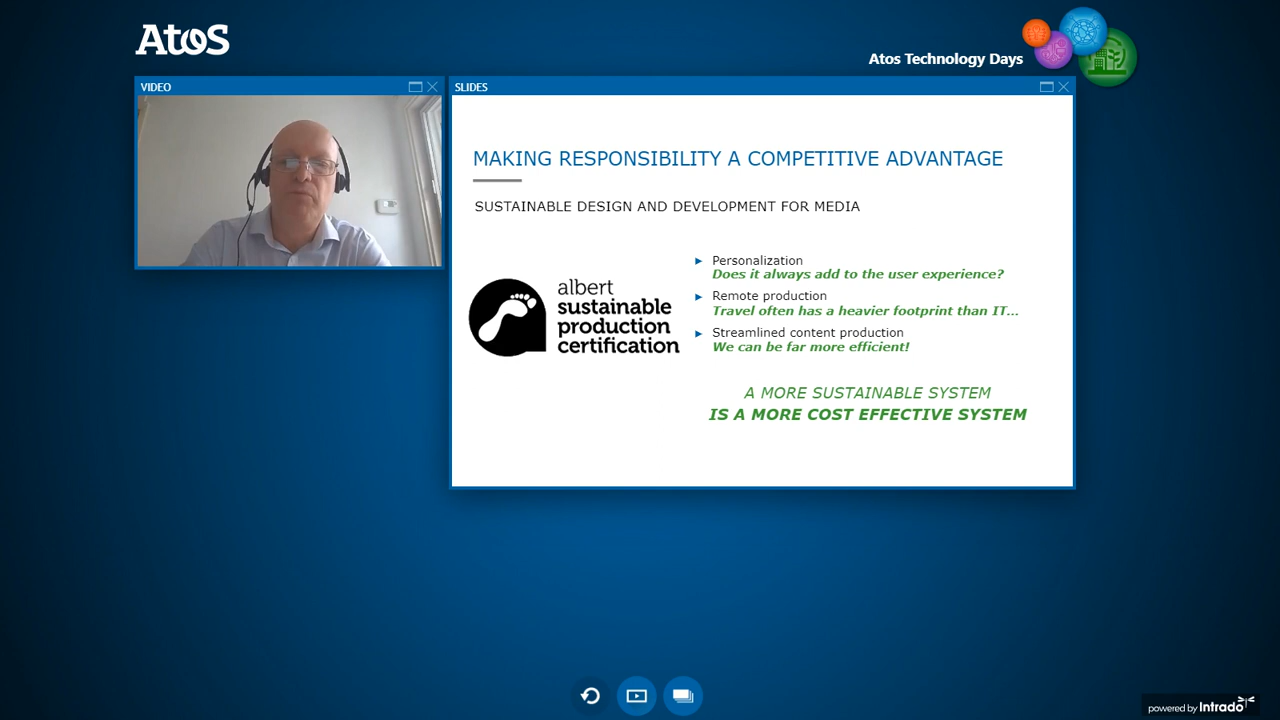 Atos
Atos Technology Days
VIDEO
SLIDES
MAKING RESPONSIBILITY A COMPETITIVE ADVANTAGE
SUSTAINABLE DESIGN AND DEVELOPMENT FOR MEDIA
albert
sustainable
production
certification
Personalization
Does it always add to the user experience?
Remote production
Travel often has a heavier footprint than IT...
Streamlined content production
We can be far more efficient!
A MORE SUSTAINABLE SYSTEM
IS A MORE COST EFFECTIVE SYSTEM
powered by Intrado